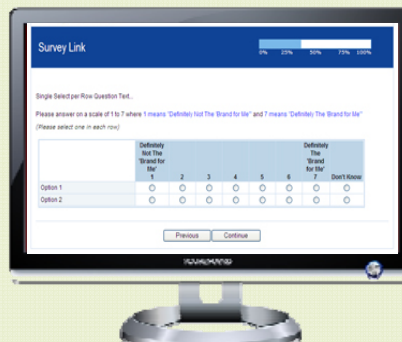 Survey Link
0% 25% 50% 75% 100%
Single Select per Row Question Text...
Please answer on a scale of 1 to 7 where 1 means "Definitely Not The 'Brand for Me'" and 7 means "Definitely The 'Brand for Me'"
(Please select one in each row)
Definitely Not The 'Brand for Me' 1 2 3 4 5 6 Definitely The 'Brand for Me' 7 Don't Know
Option 1
Option 2
Previous Continue